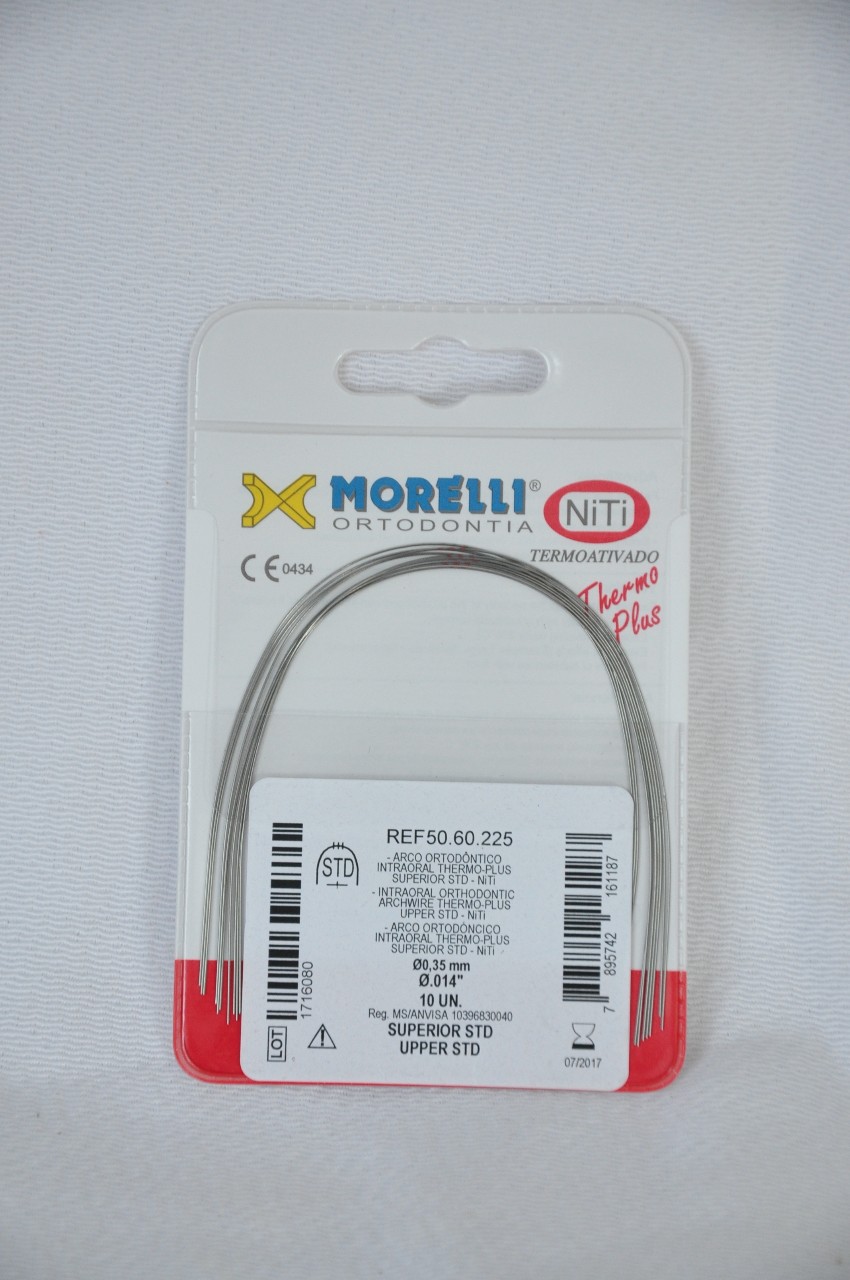 MORELLI®
ORTODONTIA
NiTi
TERMOATIVADO
Thermo
Plus
CE 0434
REF50.60.225
STD
- ARCO ORTODÔNTICO
INTRAORAL THERMO-PLUS
SUPERIOR STD - NiTi
- INTRAORAL ORTHODONTIC
ARCHWIRE THERMO-PLUS
UPPER STD - NiTi
- ARCO ORTODÔNCICO
INTRAORAL THERMO-PLUS
SUPERIOR STD - NiTi
Ø0,35 mm
Ø.014"
10 UN.
Reg. MS/ANVISA 10396830040
SUPERIOR STD
UPPER STD
LOT
1716080
7 895742 161187
07/2017